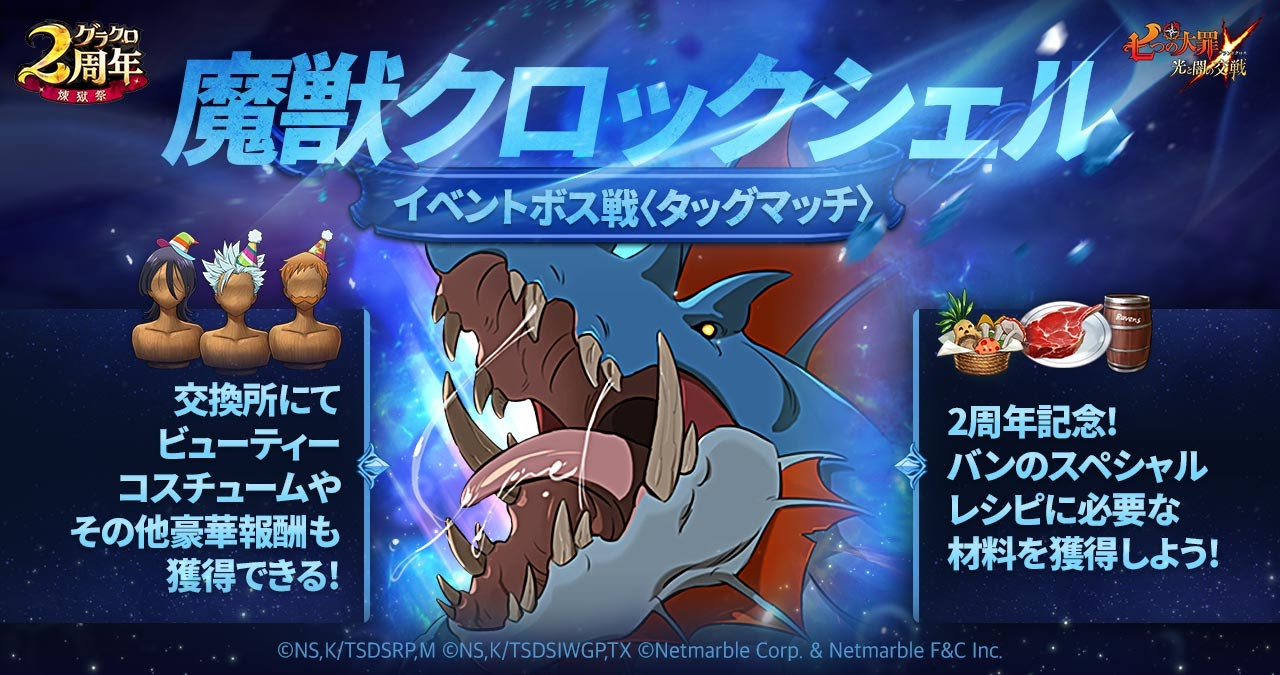 グラクロ
2周年
煉獄祭
七つの大罪
光と闇の交戦
魔獣クロックシェル
イベントボス戦〈タッグマッチ〉
交換所にて
ビューティー
コスチュームや
その他豪華報酬も
獲得できる!
Ravens
2周年記念!
バンのスペシャル
レシピに必要な
材料を獲得しよう!
©NS,K/TSDSRP,M ©NS,K/TSDSIWGP,TX ©Netmarble Corp. & Netmarble F&C Inc.